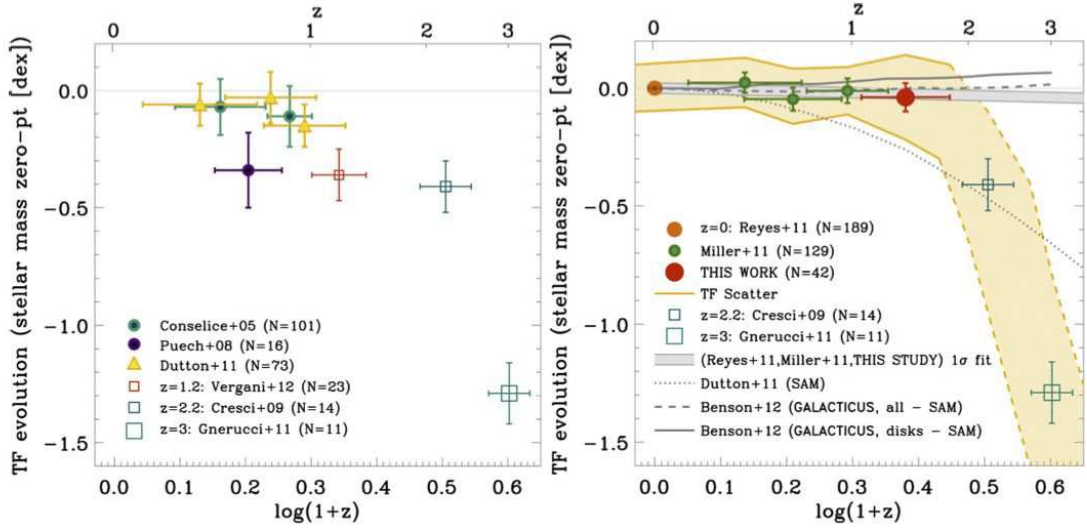 z
0 1 2 3
TF evolution (stellar mass zero-pt [dex])
0.0
−0.5
−1.0
−1.5
Conselice+05 (N=101)
Puech+08 (N=16)
Dutton+11 (N=73)
z=1.2: Vergani+12 (N=23)
z=2.2: Cresci+09 (N=14)
z=3: Gnerucci+11 (N=11)
0.0 0.1 0.2 0.3 0.4 0.5 0.6
log(1+z)
z
0 1 2 3
TF evolution (stellar mass zero-pt [dex])
0.0
−0.5
−1.0
−1.5
z=0: Reyes+11 (N=189)
Miller+11 (N=129)
THIS WORK (N=42)
TF Scatter
z=2.2: Cresci+09 (N=14)
z=3: Gnerucci+11 (N=11)
(Reyes+11,Miller+11,THIS STUDY) 1σ fit
Dutton+11 (SAM)
Benson+12 (GALACTICUS, all − SAM)
Benson+12 (GALACTICUS, disks − SAM)
0.0 0.1 0.2 0.3 0.4 0.5 0.6
log(1+z)